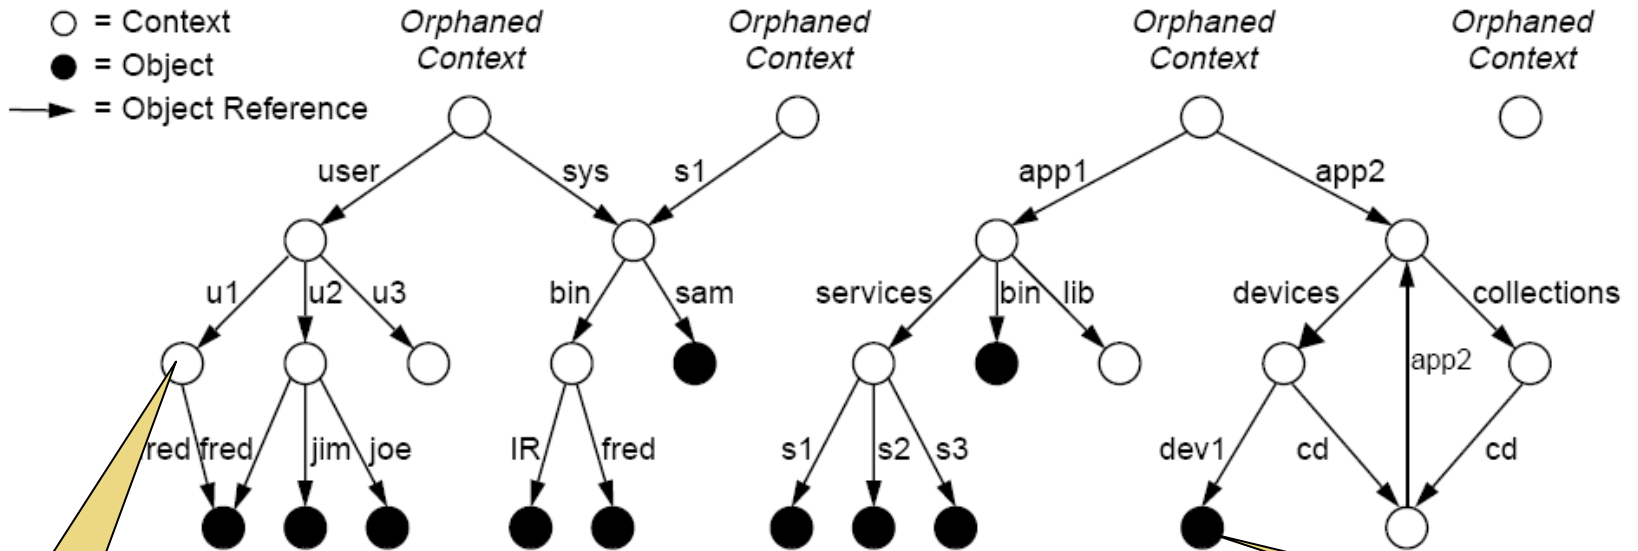 = Context
= Object
= Object Reference
Orphaned
Context
Orphaned
Context
Orphaned
Context
Orphaned
Context
user
sys
s1
app1
app2
u1
u2
u3
bin
sam
services
bin
lib
devices
collections
app2
red
fred
jim
joe
IR
fred
s1
s2
s3
dev1
cd
cd